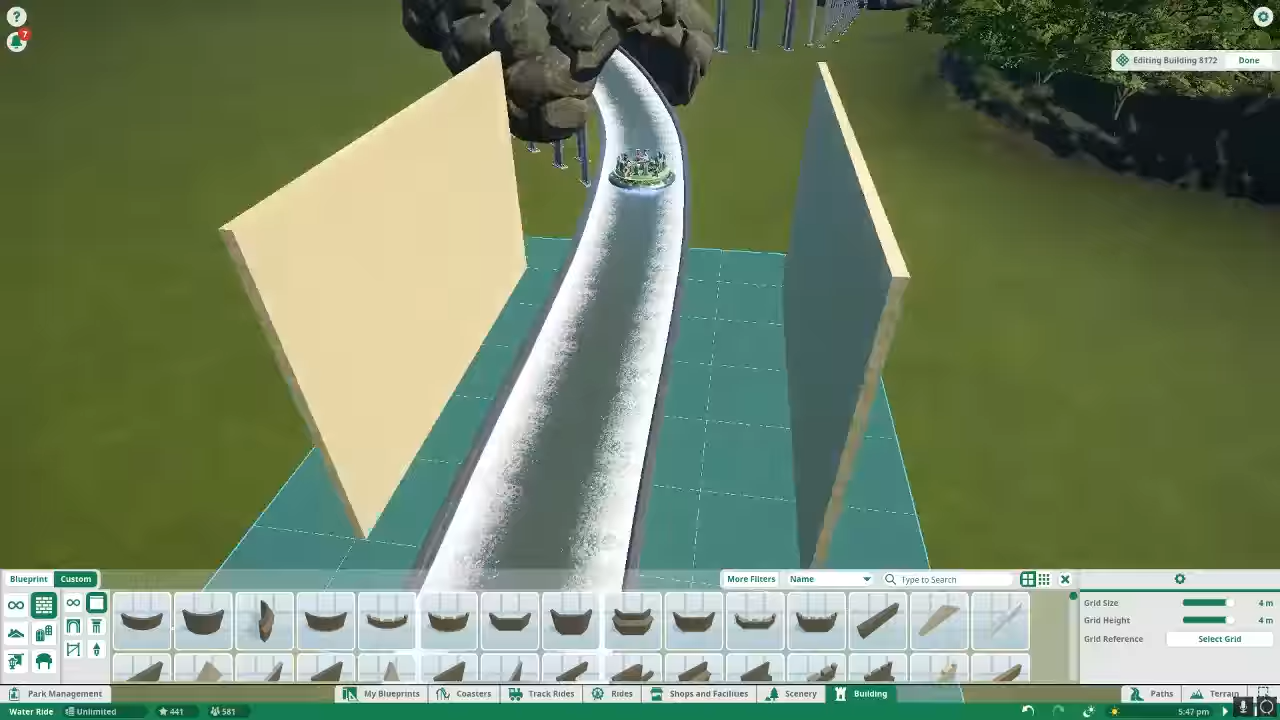 ?
7
Editing Building 8172 Done
Blueprint Custom
More Filters Name Type to Search
Grid Size 4 m
Grid Height 4 m
Grid Reference Select Grid
Park Management My Blueprints Coasters Track Rides Rides Shops and Facilities Scenery Building Paths Terrain
Water Ride Unlimited 441 581 5:47 pm